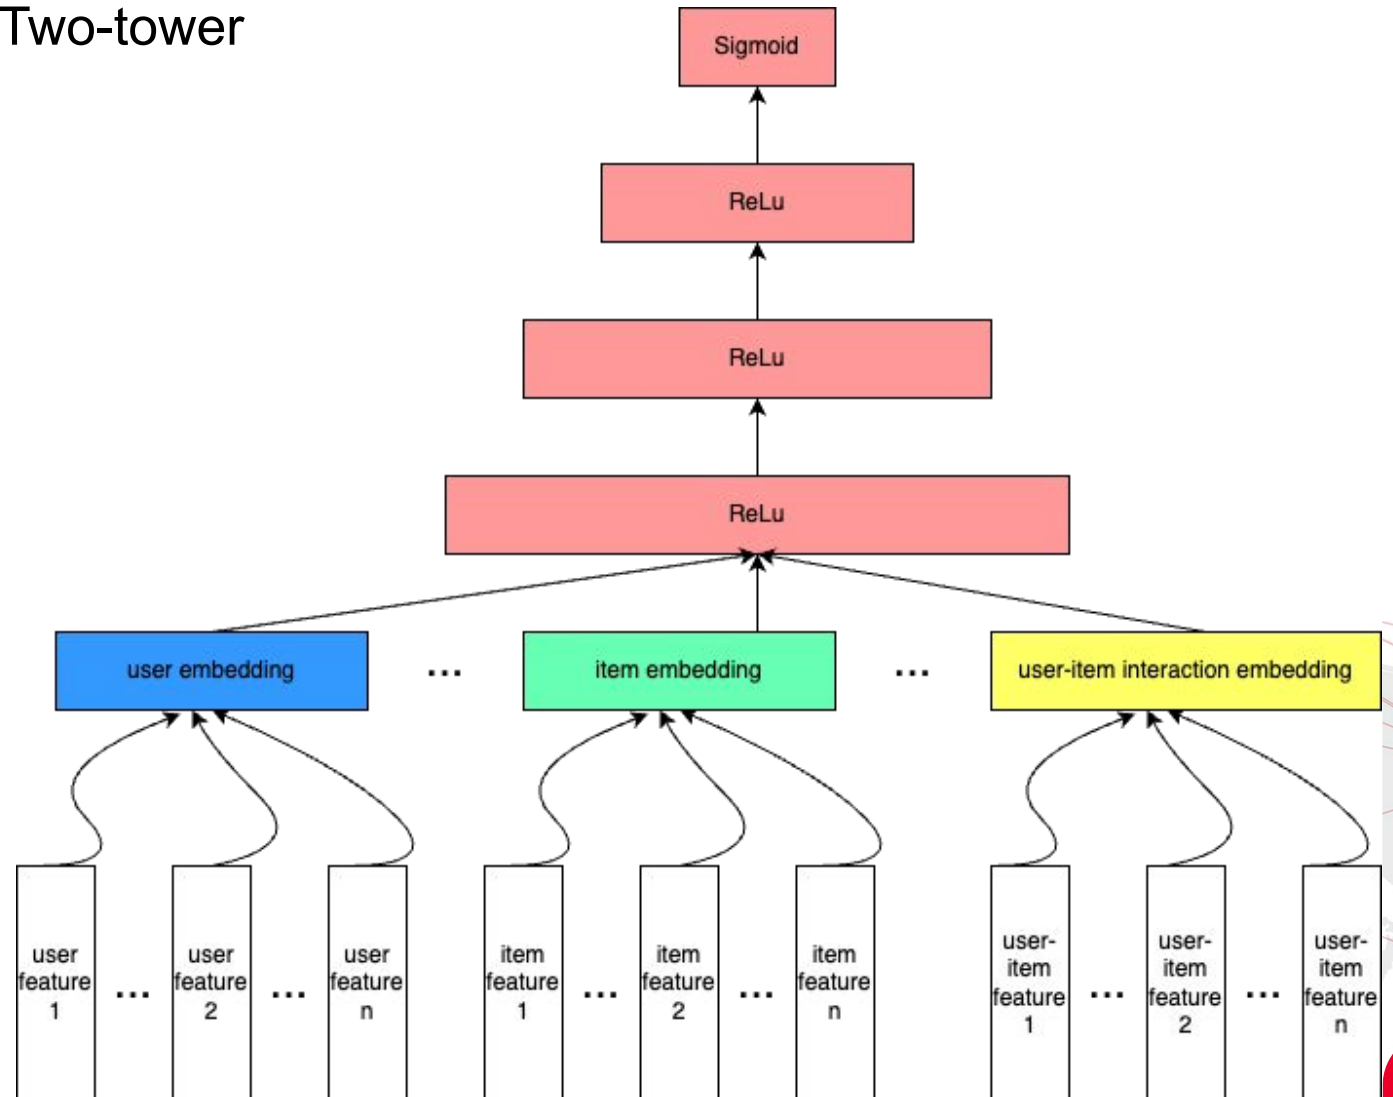 Two-tower
Sigmoid
ReLu
ReLu
ReLu
user embedding
...
item embedding
...
user-item interaction embedding
user
feature
1
...
user
feature
2
...
user
feature
n
item
feature
1
...
item
feature
2
...
item
feature
n
user-
item
feature
1
...
user-
item
feature
2
...
user-
item
feature
n